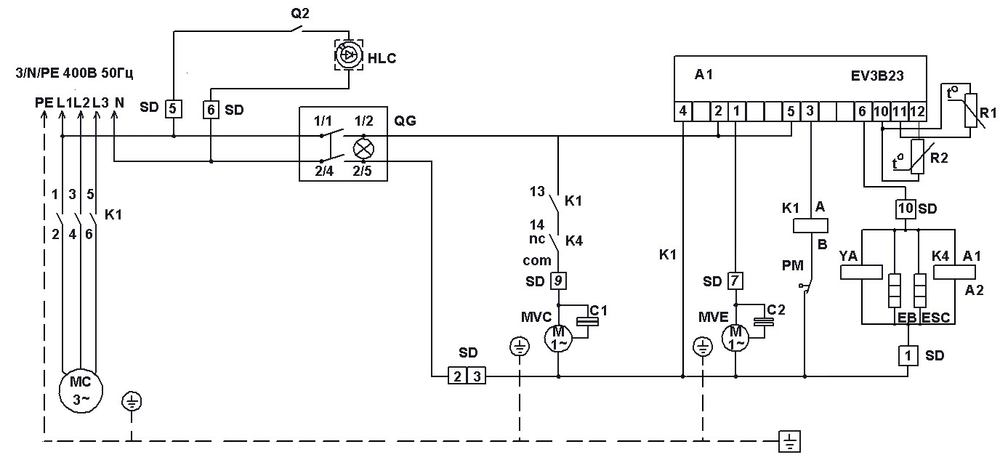 Q2
HLC
3/N/PE 400В 50Гц
PE L1 L2 L3 N
SD 5
6 SD
1/1 1/2 QG
2/4 2/5
A1 EV3B23
4 2 1 5 3 6 10 11 12
t° R1
t° R2
1 3 5
K1
2 4 6
13 K1
14
nc K4
com
SD 9
MVC C1
M
1~
K1
SD 7
MVE C2
M
1~
K1 A
B
PM
10 SD
YA K4 A1
A2
EB ESC
1 SD
SD
2 3
MC
3~